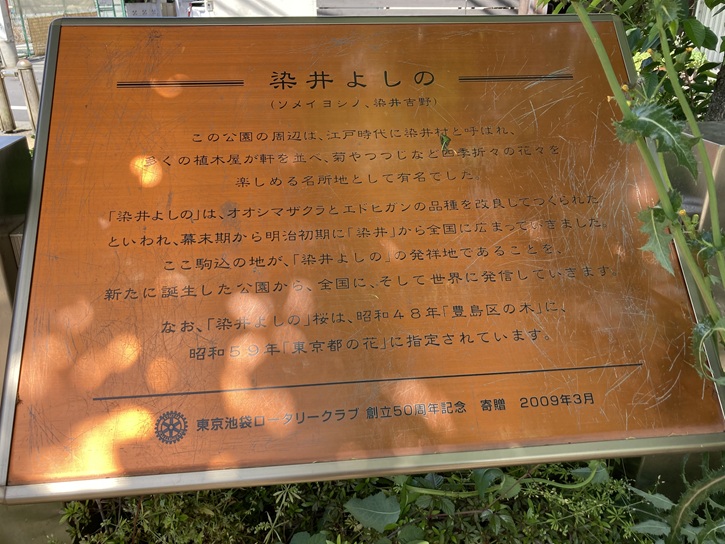 染井よしの
(ソメイヨシノ、染井吉野)
この公園の周辺は、江戸時代に染井村と呼ばれ、
多くの植木屋が軒を並べ、菊やつつじなど四季折々の花々を
楽しめる名所地として有名でした。
「染井よしの」は、オオシマザクラとエドヒガンの品種を改良してつくられた
といわれ、幕末期から明治初期に「染井」から全国に広まっていきました。
ここ駒込の地が、「染井よしの」の発祥地であることを、
新たに誕生した公園から、全国に、そして世界に発信していきます。
なお、「染井よしの」桜は、昭和48年「豊島区の木」に、
昭和59年「東京都の花」に指定されています。
東京池袋ロータリークラブ 創立50周年記念 寄贈 2009年3月